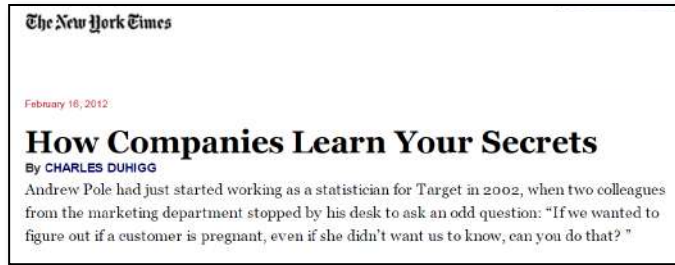 The New York Times
February 16, 2012
How Companies Learn Your Secrets
By CHARLES DUHIGG
Andrew Pole had just started working as a statistician for Target in 2002, when two colleagues
from the marketing department stopped by his desk to ask an odd question: “If we wanted to
figure out if a customer is pregnant, even if she didn’t want us to know, can you do that? ”